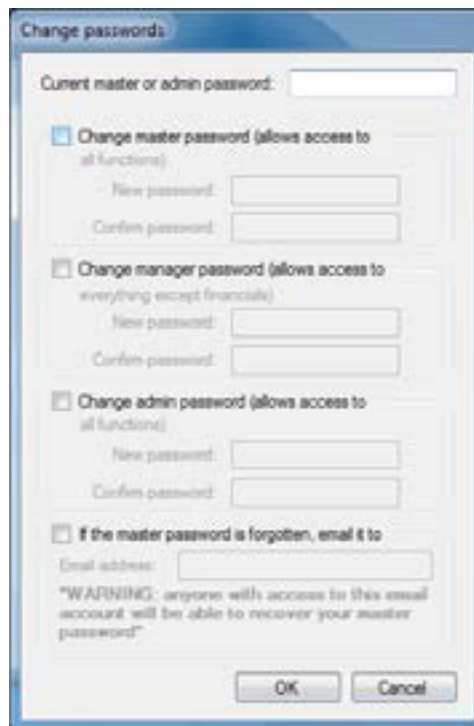 Change passwords
Current master or admin password:
Change master password (allows access to
all functions)
New password:
Confirm password:
Change manager password (allows access to
everything except financials)
New password:
Confirm password:
Change admin password (allows access to
all functions)
New password:
Confirm password:
If the master password is forgotten, email it to
Email address:
"WARNING: anyone with access to this email
account will be able to recover your master
password"
OK Cancel